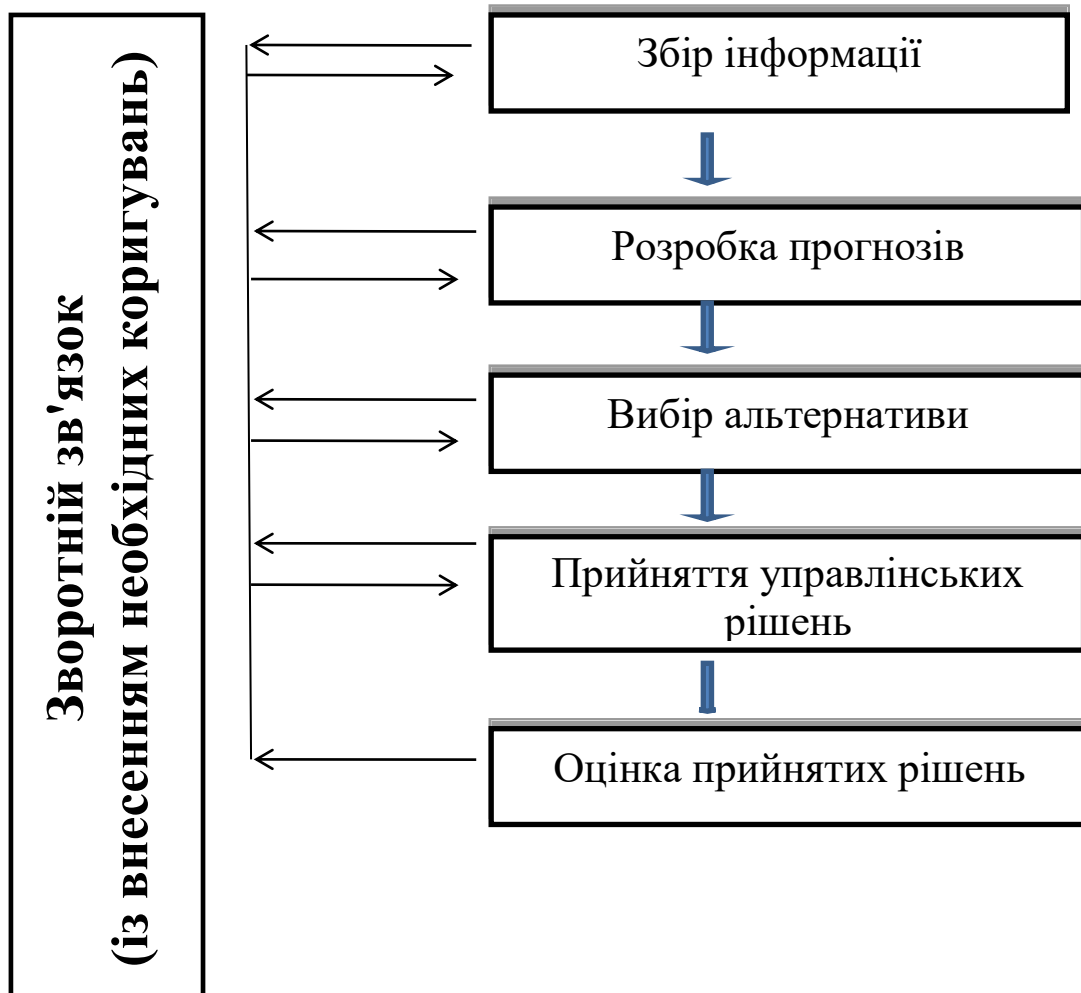 Зворотній зв'язок
(із внесенням необхідних коригувань)
Збір інформації
Розробка прогнозів
Вибір альтернативи
Прийняття управлінських
рішень
Оцінка прийнятих рішень